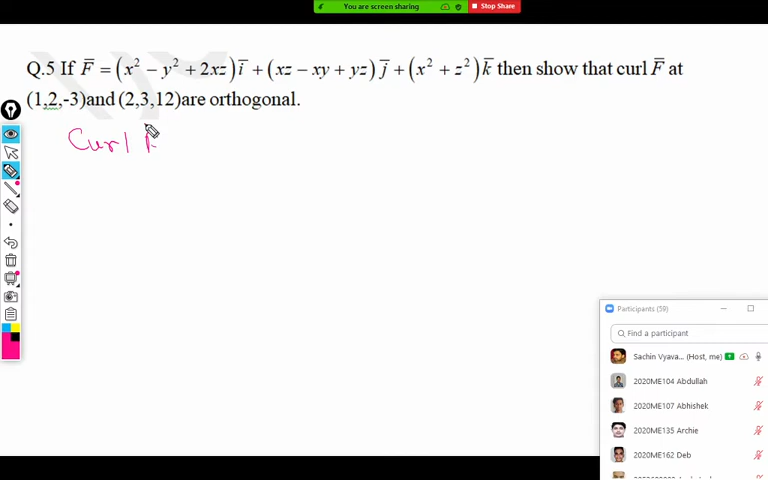 You are screen sharing
Stop Share
Q.5 If F̅ = (x² − y² + 2xz) i̅ + (xz − xy + yz) j̅ + (x² + z²) k̅ then show that curl F̅ at
(1,2,-3)and (2,3,12)are orthogonal.
Curl
Participants (59)
Find a participant
Sachin Vyava... (Host, me)
2020ME104 Abdullah
2020ME107 Abhishek
2020ME135 Archie
2020ME162 Deb